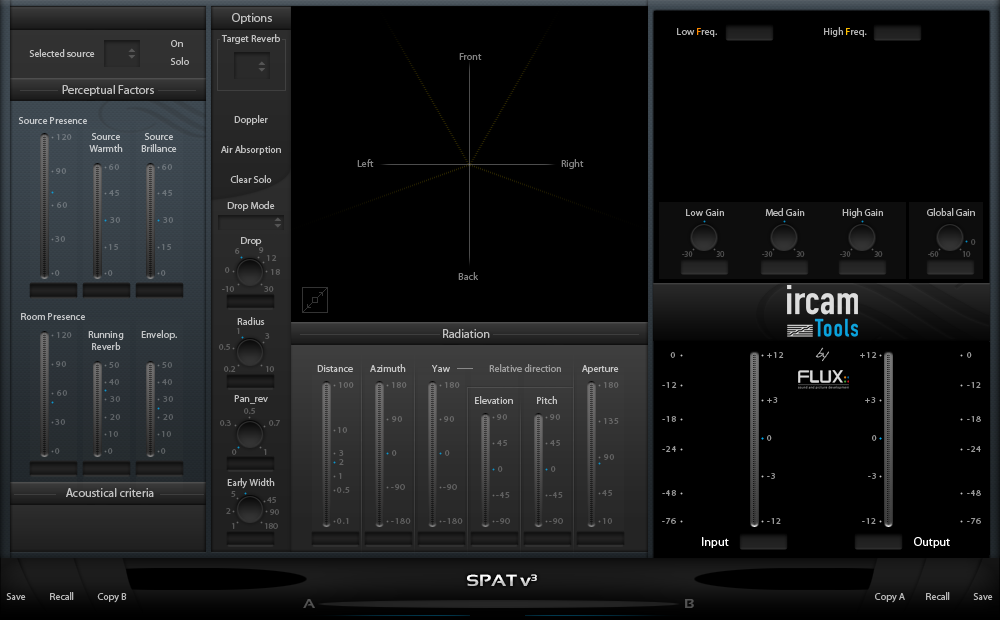 Options
Selected source
On
Solo
Perceptual Factors
Source Presence
120
90
60
30
0
Source
Warmth
60
45
30
15
0
Source
Brillance
60
45
30
15
0
Room Presence
120
90
60
30
0
Running
Reverb
50
40
30
20
10
0
Envelop.
50
40
30
20
10
0
Acoustical criteria
Target Reverb
Doppler
Air Absorption
Clear Solo
Drop Mode
Drop
6 9
0 12
18
-10 30
Radius
1 3
0.5
0.2 10
Pan_rev
0.5
0.3 0.7
0 1
Early Width
5 45
2 90
1 180
Front
Left Right
Back
Radiation
Distance
100
10
3
2
1
0.5
0.1
Azimuth
180
90
0
-90
-180
Yaw
180
90
0
-90
-180
Relative direction
Elevation
90
45
0
-45
-90
Pitch
90
45
0
-45
-90
Aperture
180
135
90
45
10
Low Freq. High Freq.
Low Gain Med Gain High Gain Global Gain
-30 30 -30 30 -30 30 -60 10 0
ircam
Tools
by
FLUX::
0
-12
-18
-24
-48
-76
+12
+3
0
-3
-12
+12
+3
0
-3
-12
0
-12
-18
-24
-48
-76
Input Output
SPAT v3
Save Recall Copy B
A B
Copy A Recall Save